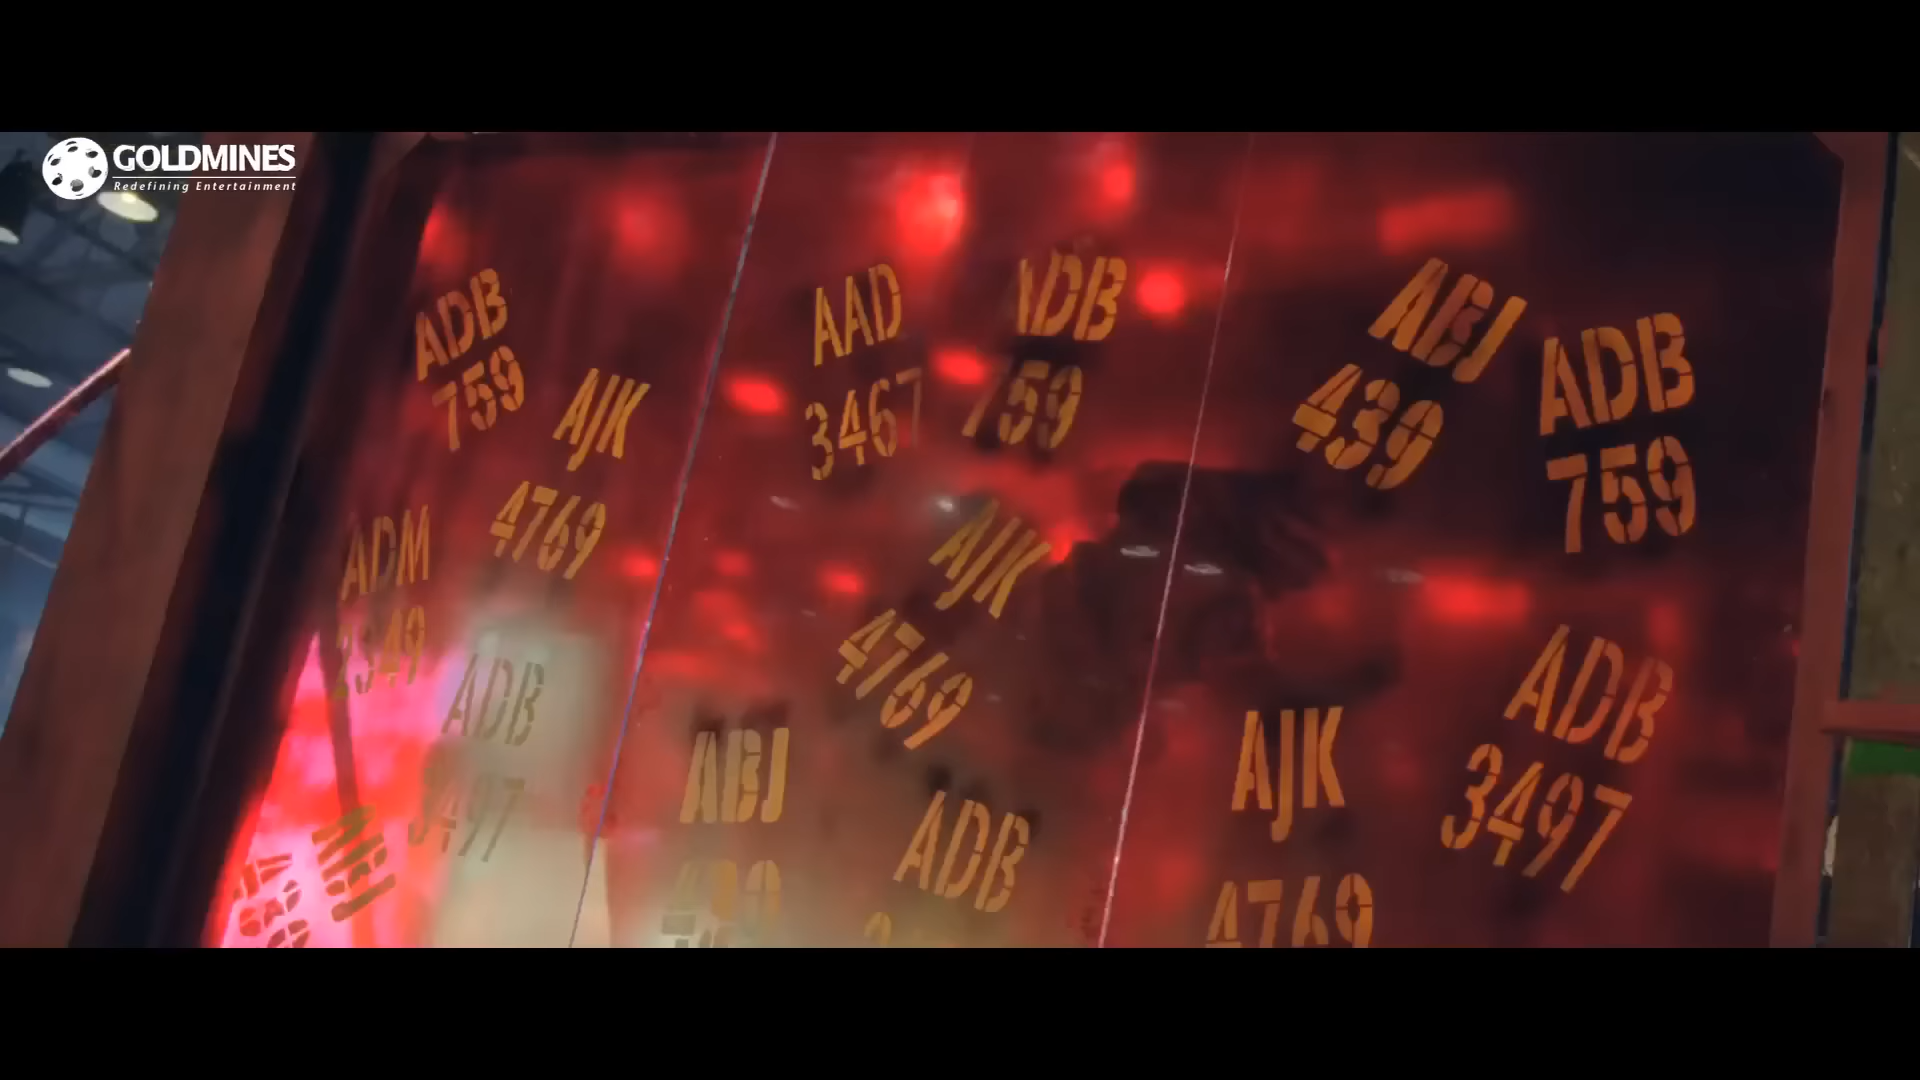 GOLDMINES
Redefining Entertainment
ADB
759
AJK
4769
ADM
ADB
3497
AAD
3467
ADB
759
AJK
4769
ABJ
ADB
ABJ
439
ADB
759
ADB
3497
AJK
4769